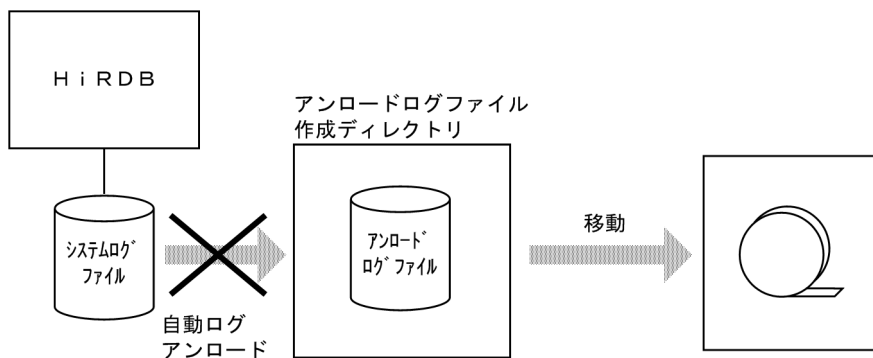 ＨｉＲＤＢ
アンロードログファイル
作成ディレクトリ
ｼｽﾃﾑﾛｸﾞ
ﾌｧｲﾙ
ｱﾝﾛｰﾄﾞ
ﾛｸﾞﾌｧｲﾙ
移動
自動ログ
アンロード